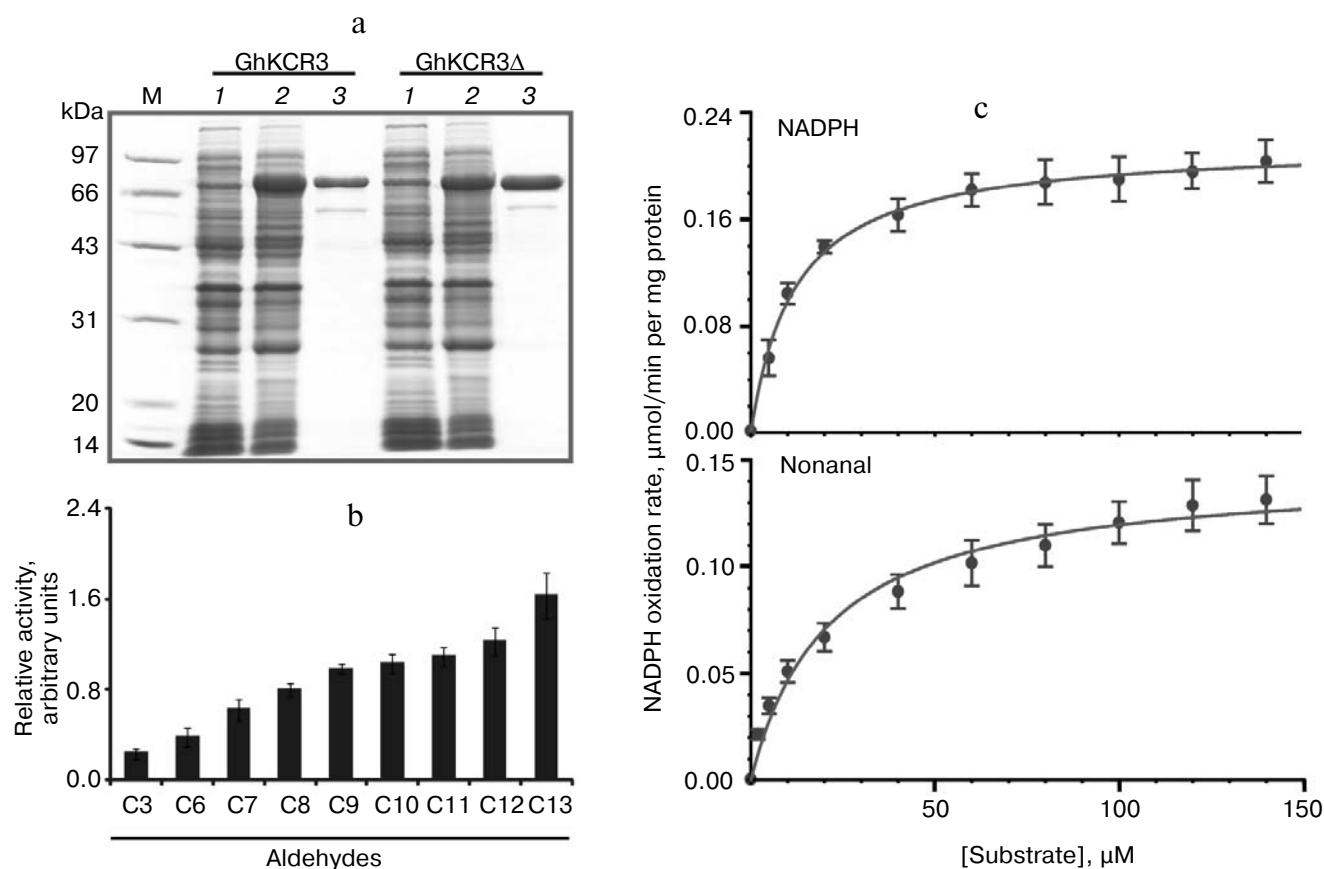 a
GhKCR3 GhKCR3Δ
kDa M 1 2 3 1 2 3
97
66
43
31
20
14
b
Relative activity,
arbitrary units
2.4
1.6
0.8
0.0
C3 C6 C7 C8 C9 C10 C11 C12 C13
Aldehydes
c
NADPH oxidation rate, µmol/min per mg protein
0.24
NADPH
0.16
0.08
0.00
0.15
Nonanal
0.10
0.05
0.00
50 100 150
[Substrate], µM